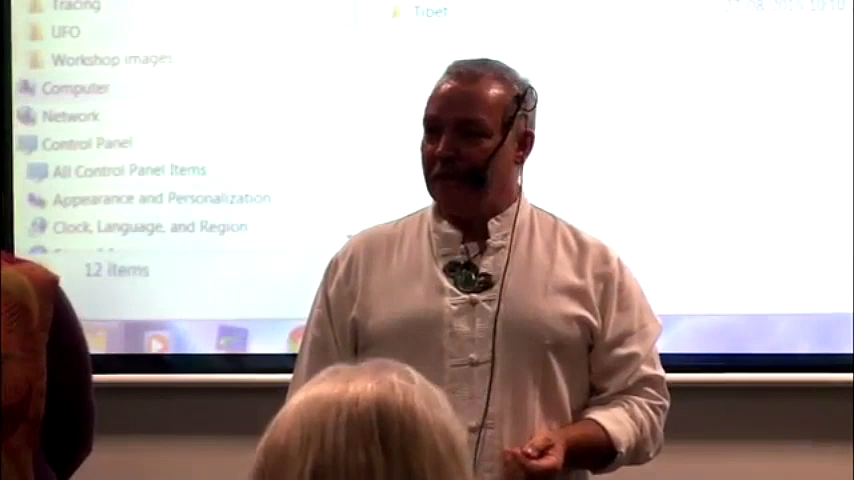 Tracing
Tibet
UFO
Workshop images
Computer
Network
Control Panel
All Control Panel Items
Appearance and Personalization
Clock, Language, and Region
12 items